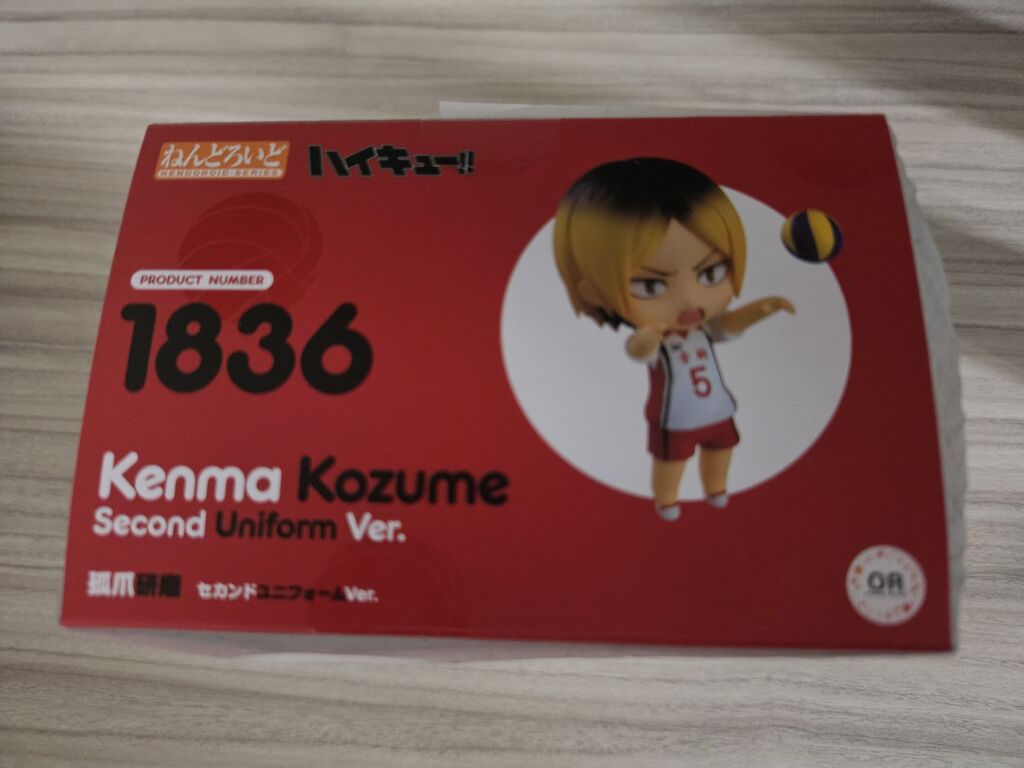 ねんどろいど
NENDOROID·SERIES
ハイキュー!!
PRODUCT NUMBER
1836
Kenma Kozume
Second Uniform Ver.
孤爪研磨 セカンドユニフォームVer.
5
OR